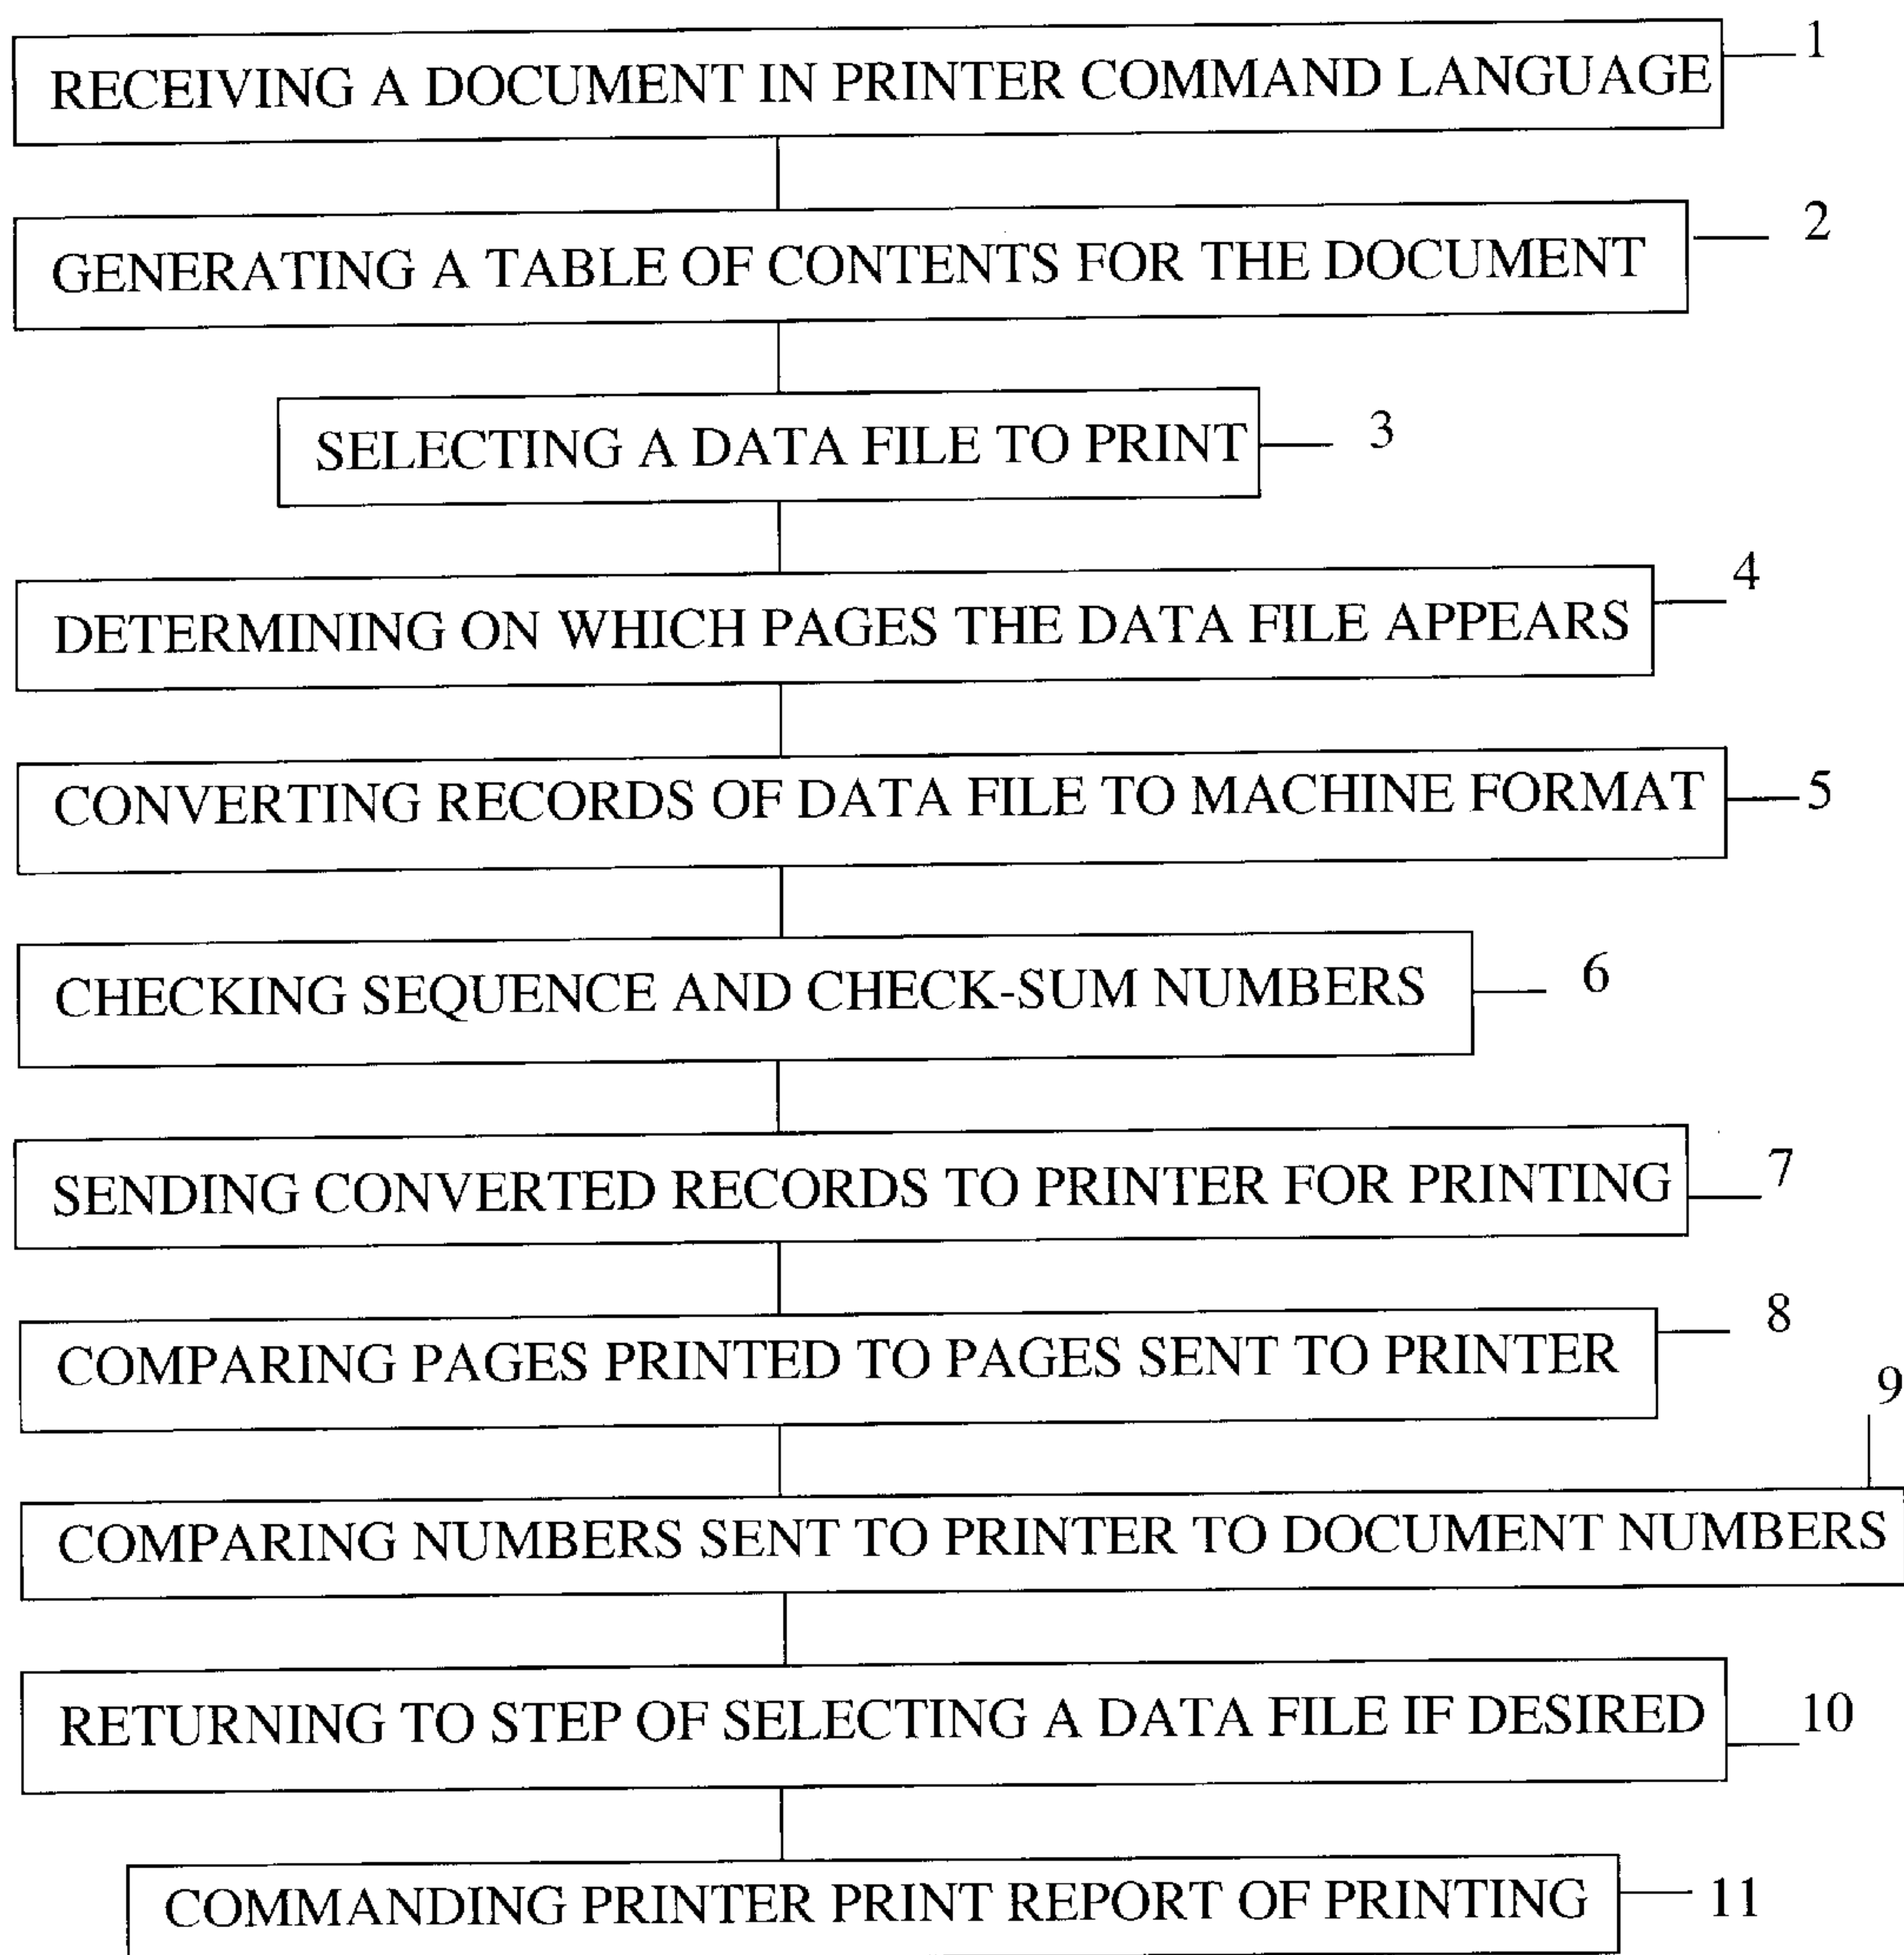 RECEIVING A DOCUMENT IN PRINTER COMMAND LANGUAGE 1
GENERATING A TABLE OF CONTENTS FOR THE DOCUMENT 2
SELECTING A DATA FILE TO PRINT 3
DETERMINING ON WHICH PAGES THE DATA FILE APPEARS 4
CONVERTING RECORDS OF DATA FILE TO MACHINE FORMAT 5
CHECKING SEQUENCE AND CHECK-SUM NUMBERS 6
SENDING CONVERTED RECORDS TO PRINTER FOR PRINTING 7
COMPARING PAGES PRINTED TO PAGES SENT TO PRINTER 8
9
COMPARING NUMBERS SENT TO PRINTER TO DOCUMENT NUMBERS
RETURNING TO STEP OF SELECTING A DATA FILE IF DESIRED 10
COMMANDING PRINTER PRINT REPORT OF PRINTING 11